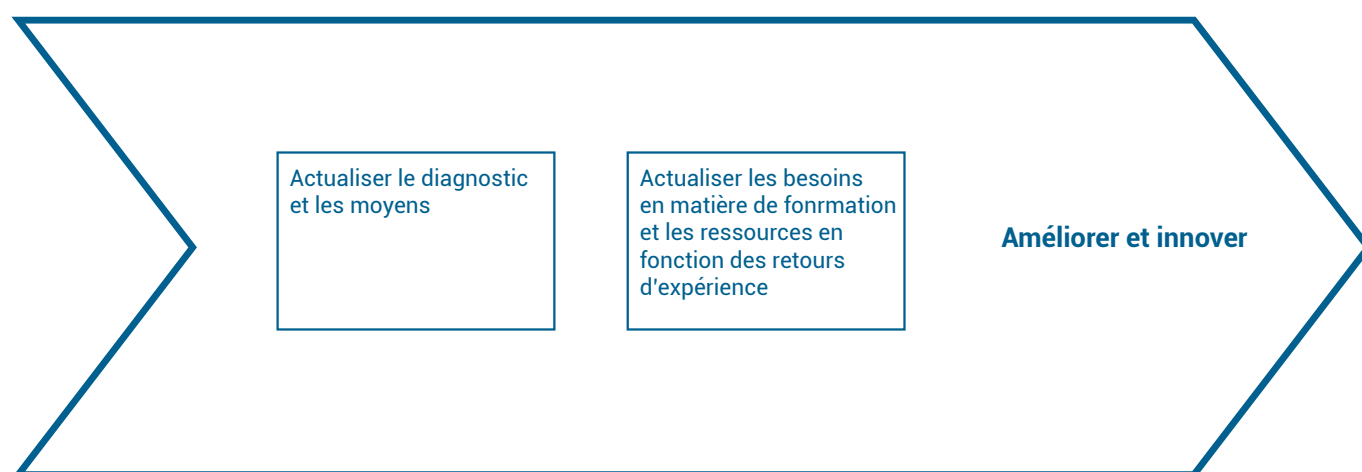 Actualiser le diagnostic
et les moyens
Actualiser les besoins
en matière de fonrmation
et les ressources en
fonction des retours
d'expérience
Améliorer et innover